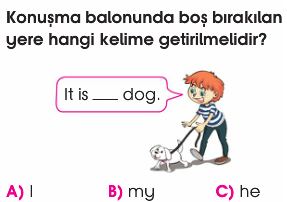 Konuşma balonunda boş bırakılan
yere hangi kelime getirilmelidir?
It is ___ dog.
A) I B) my C) he